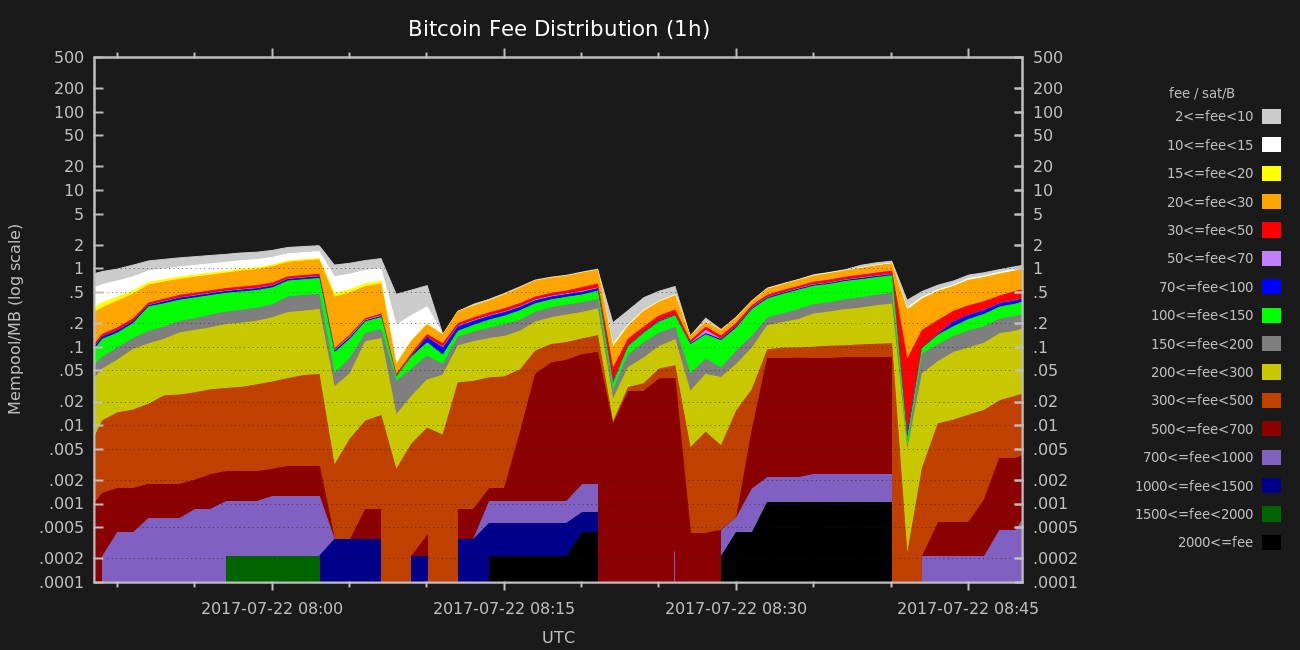 Bitcoin Fee Distribution (1h)
500
200
100
50
20
10
5
2
1
.5
.2
.1
.05
.02
.01
.005
.002
.001
.0005
.0002
.0001
Mempool/MB (log scale)
500
200
100
50
20
10
5
2
1
.5
.2
.1
.05
.02
.01
.005
.002
.001
.0005
.0002
.0001
2017-07-22 08:00
2017-07-22 08:15
2017-07-22 08:30
2017-07-22 08:45
UTC
fee / sat/B
2<=fee<10
10<=fee<15
15<=fee<20
20<=fee<30
30<=fee<50
50<=fee<70
70<=fee<100
100<=fee<150
150<=fee<200
200<=fee<300
300<=fee<500
500<=fee<700
700<=fee<1000
1000<=fee<1500
1500<=fee<2000
2000<=fee